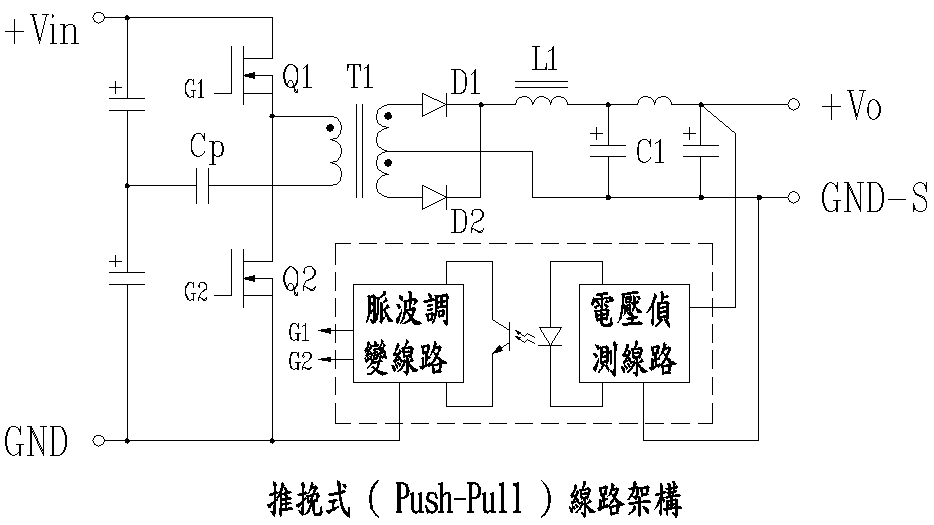 +Vin
G1
Q1
T1
D1
L1
+Vo
Cp
C1
GND-S
D2
G2
Q2
G1
G2
脈波調
變線路
電壓偵
測線路
GND
推挽式 ( Push-Pull ) 線路架構